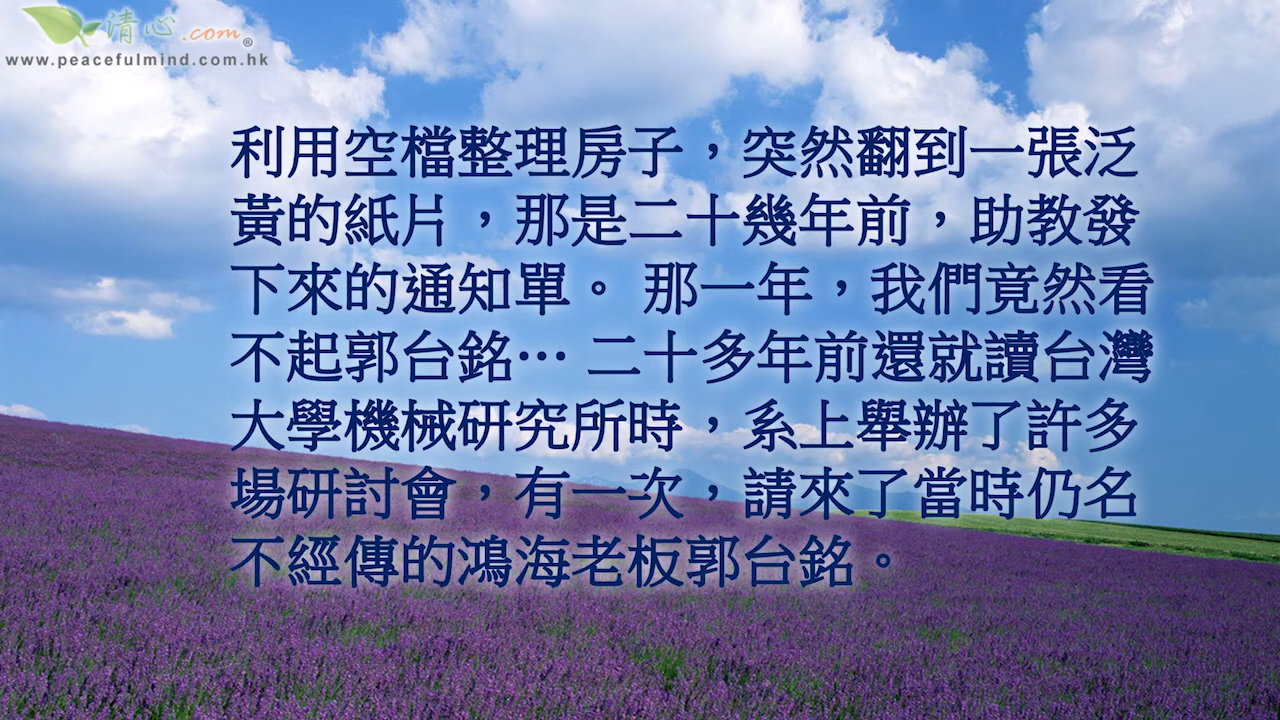 清心.com®
www.peacefulmind.com.hk
利用空檔整理房子，突然翻到一張泛
黃的紙片，那是二十幾年前，助教發
下來的通知單。 那一年，我們竟然看
不起郭台銘… 二十多年前還就讀台灣
大學機械研究所時，系上舉辦了許多
場研討會，有一次，請來了當時仍名
不經傳的鴻海老板郭台銘。